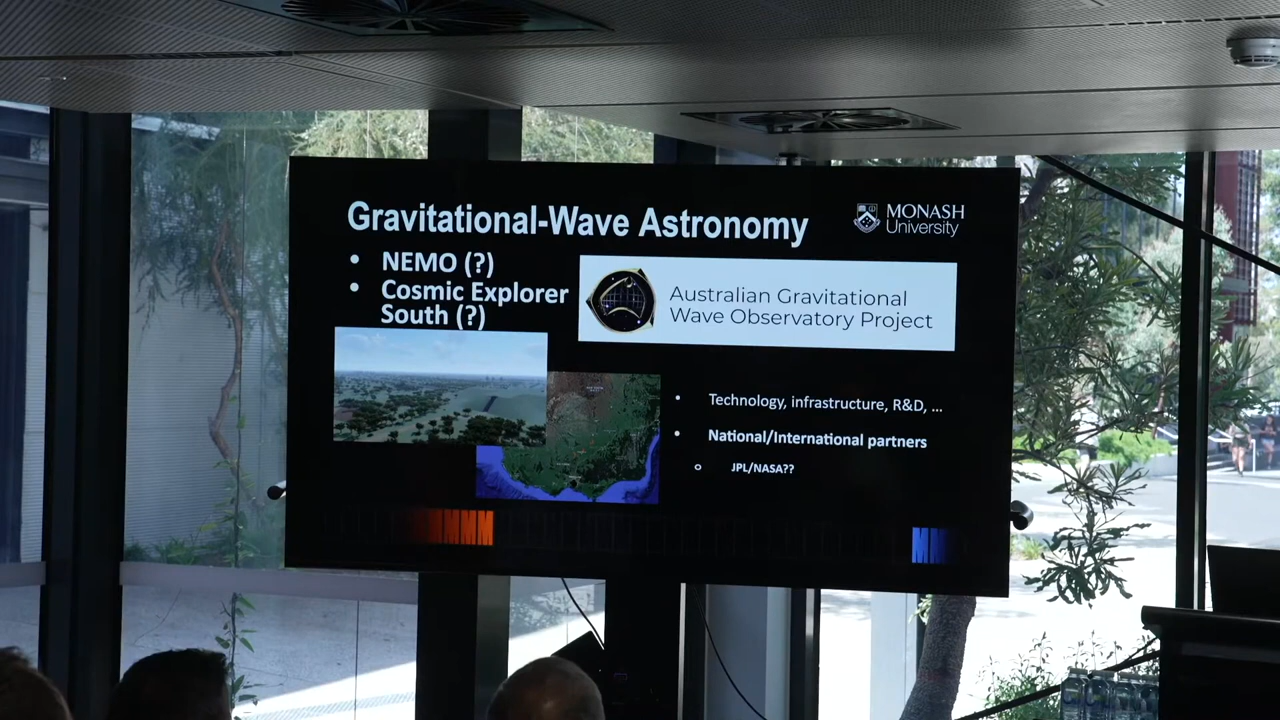 Gravitational-Wave Astronomy
MONASH
University
• NEMO (?)
• Cosmic Explorer
South (?)
Australian Gravitational
Wave Observatory Project
• Technology, infrastructure, R&D, ...
• National/International partners
o JPL/NASA??